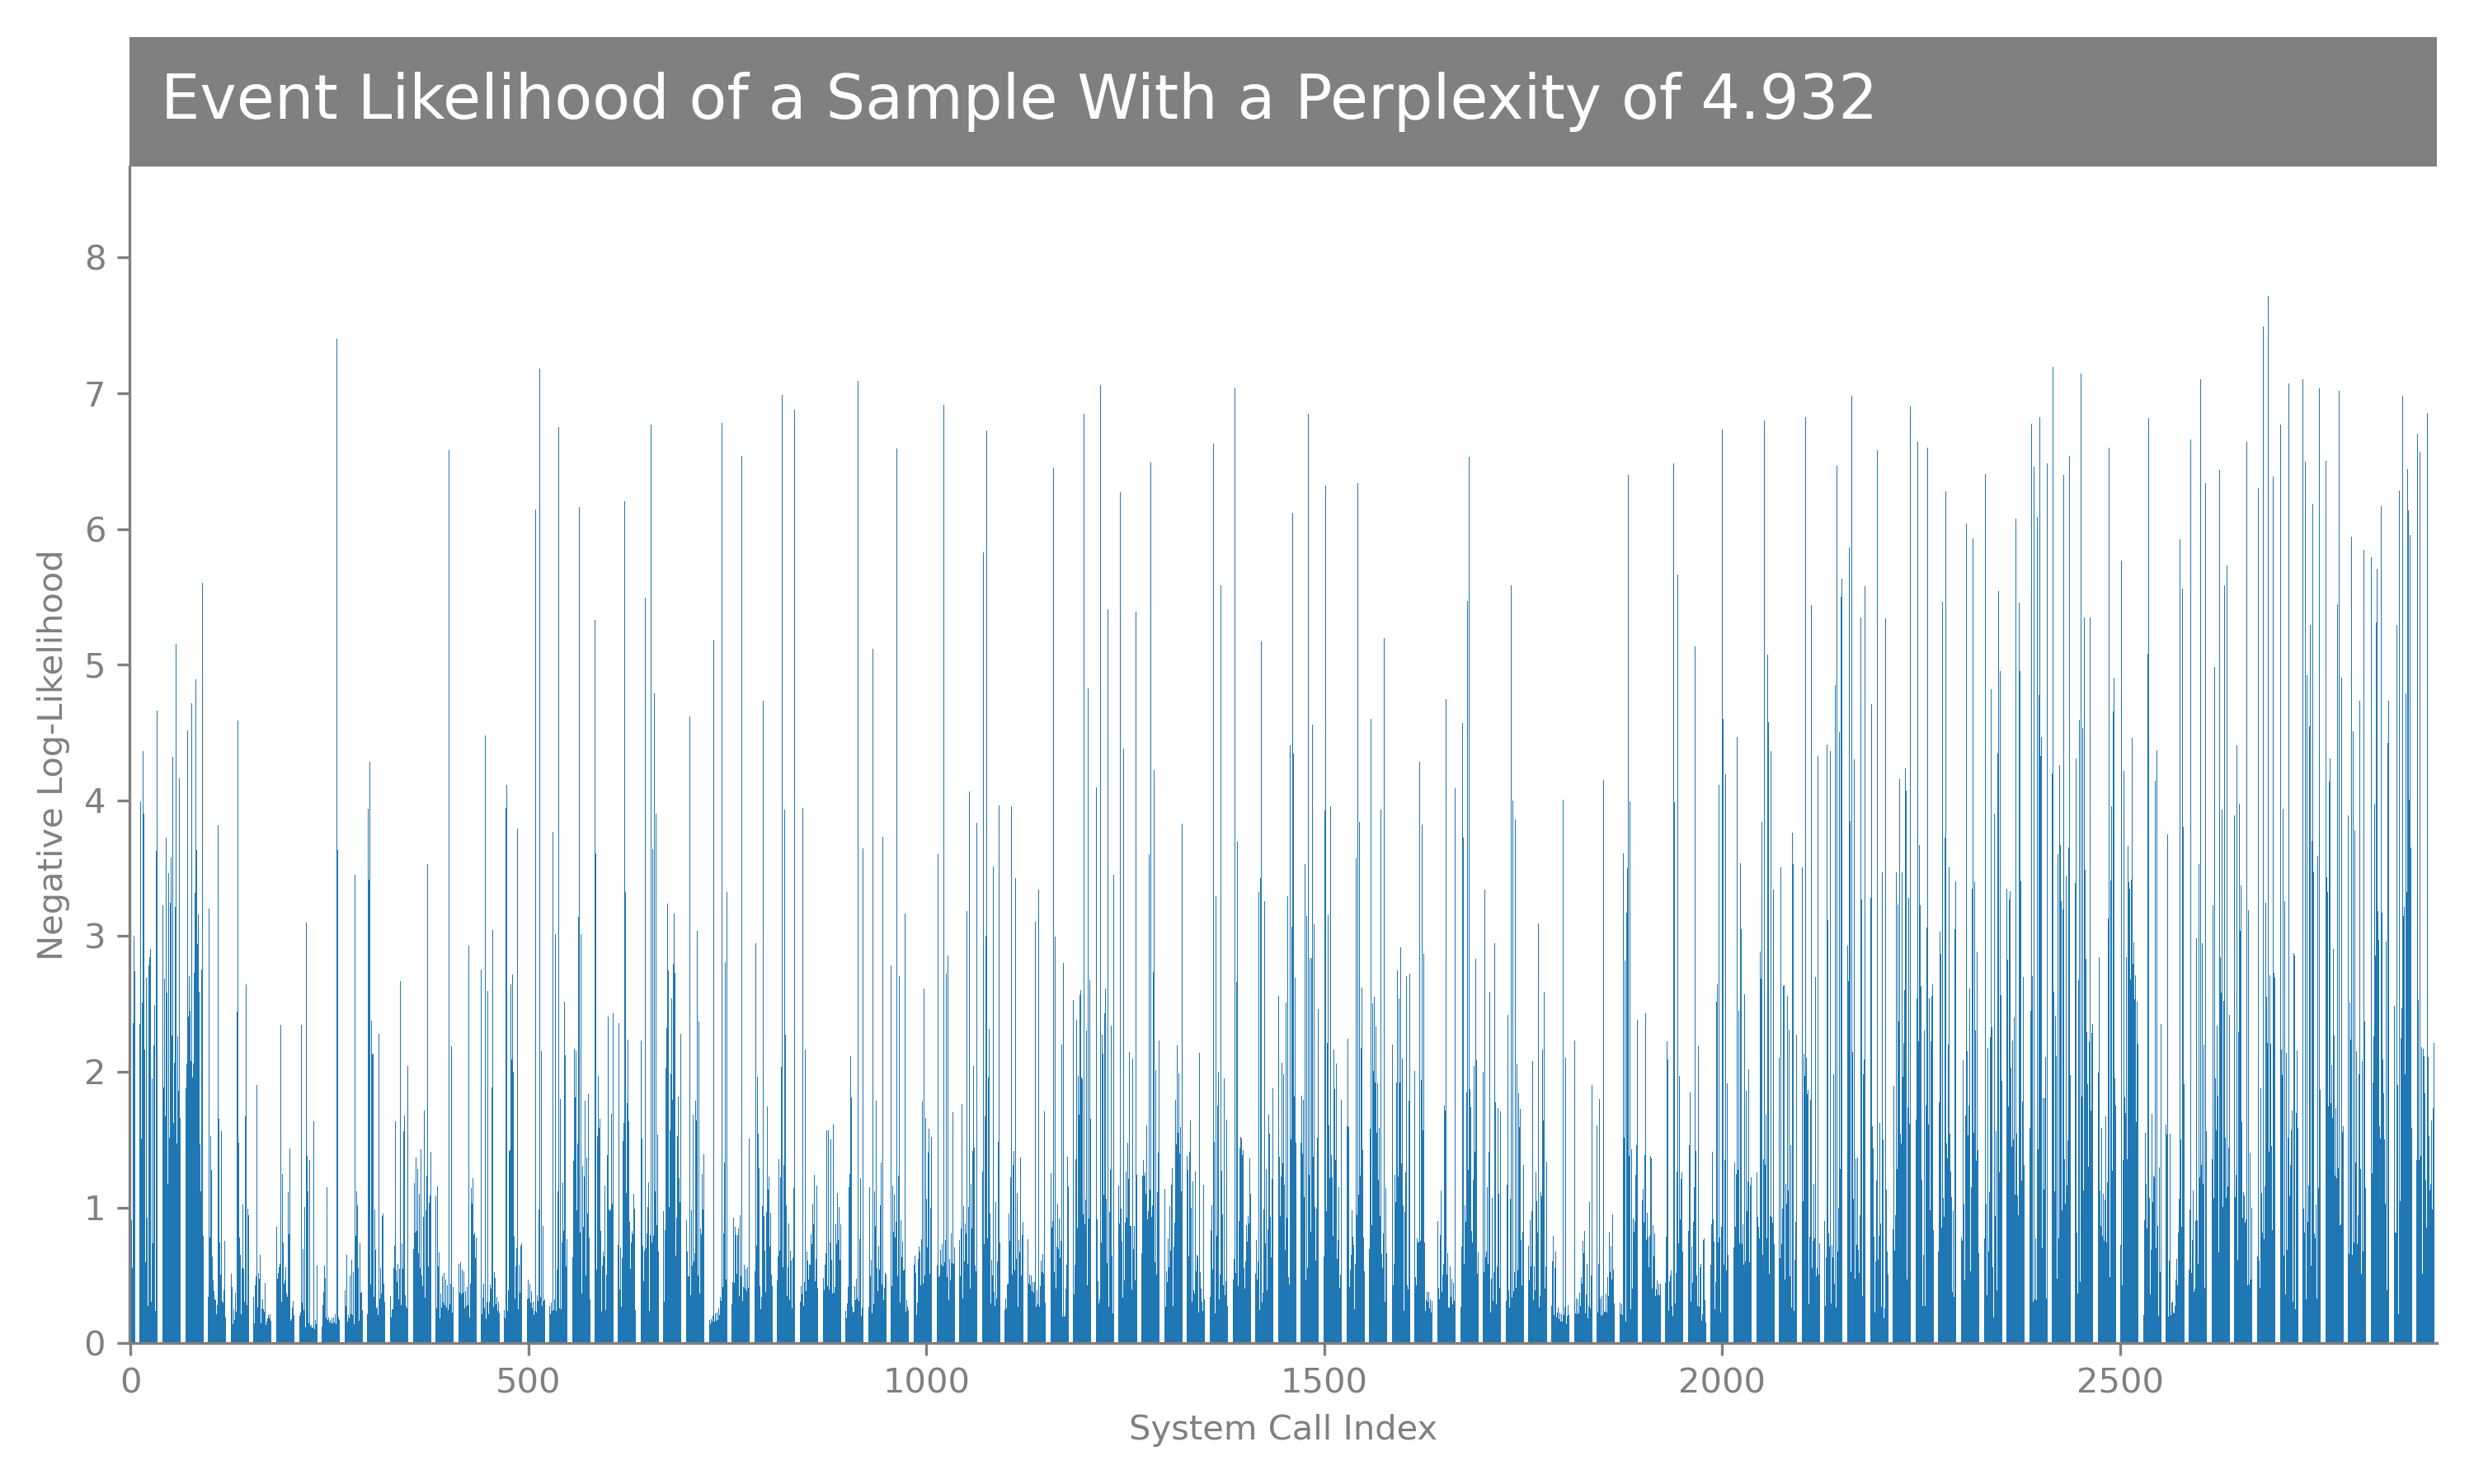 Event Likelihood of a Sample With a Perplexity of 4.932
8
7
6
5
4
3
2
1
0
Negative Log-Likelihood
0 500 1000 1500 2000 2500
System Call Index